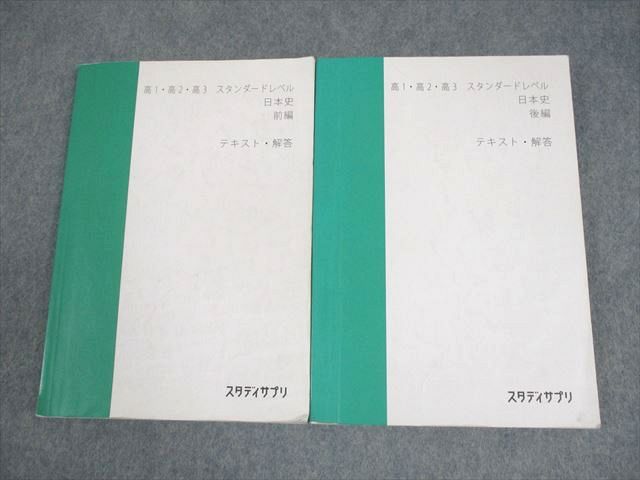 高1・高2・高3 スタンダードレベル
日本史
前編
テキスト・解答
スタディサプリ
高1・高2・高3 スタンダードレベル
日本史
後編
テキスト・解答
スタディサプリ